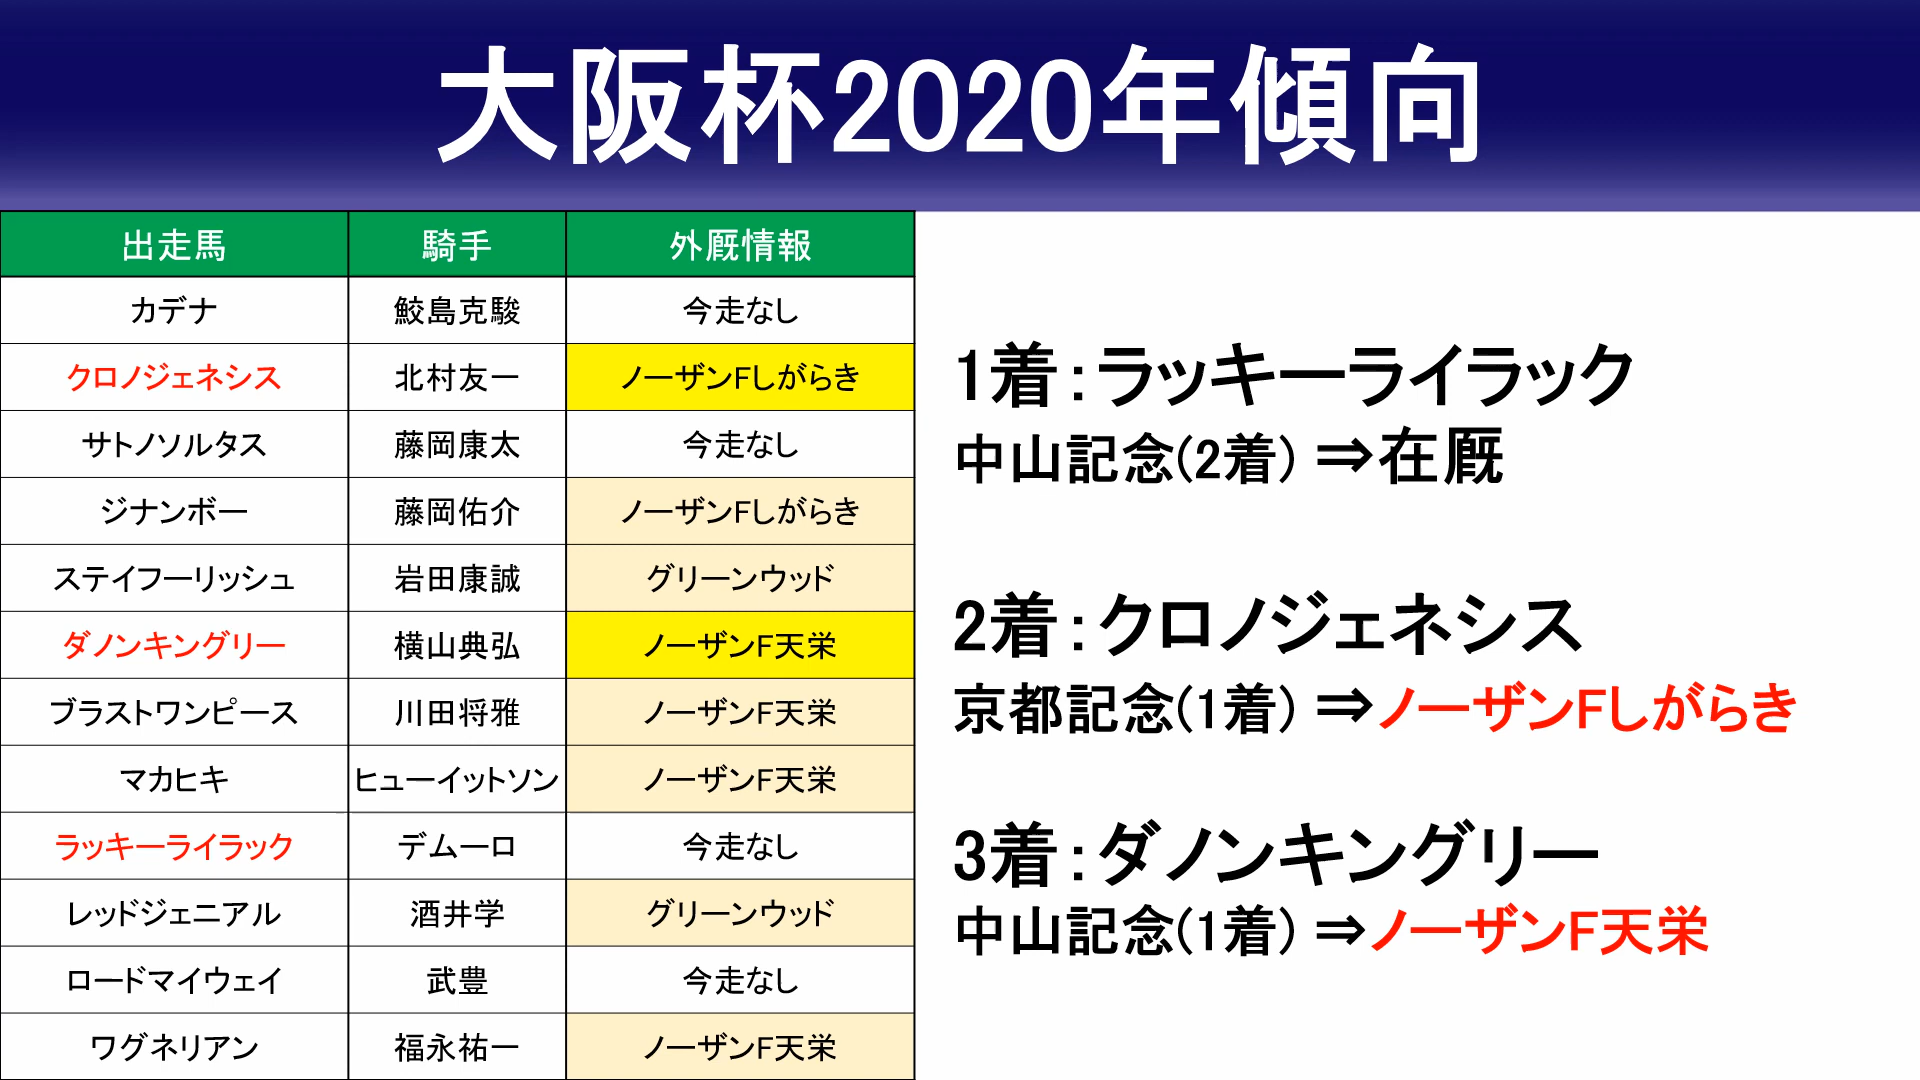 大阪杯2020年傾向
出走馬 騎手 外厩情報
カデナ 鮫島克駿 今走なし
クロノジェネシス 北村友一 ノーザンFしがらき
サトノソルタス 藤岡康太 今走なし
ジナンボー 藤岡佑介 ノーザンFしがらき
ステイフーリッシュ 岩田康誠 グリーンウッド
ダノンキングリー 横山典弘 ノーザンF天栄
ブラストワンピース 川田将雅 ノーザンF天栄
マカヒキ ヒューイットソン ノーザンF天栄
ラッキーライラック デムーロ 今走なし
レッドジェニアル 酒井学 グリーンウッド
ロードマイウェイ 武豊 今走なし
ワグネリアン 福永祐一 ノーザンF天栄
1着:ラッキーライラック
中山記念(2着)⇒在厩
2着:クロノジェネシス
京都記念(1着)⇒ノーザンFしがらき
3着:ダノンキングリー
中山記念(1着)⇒ノーザンF天栄